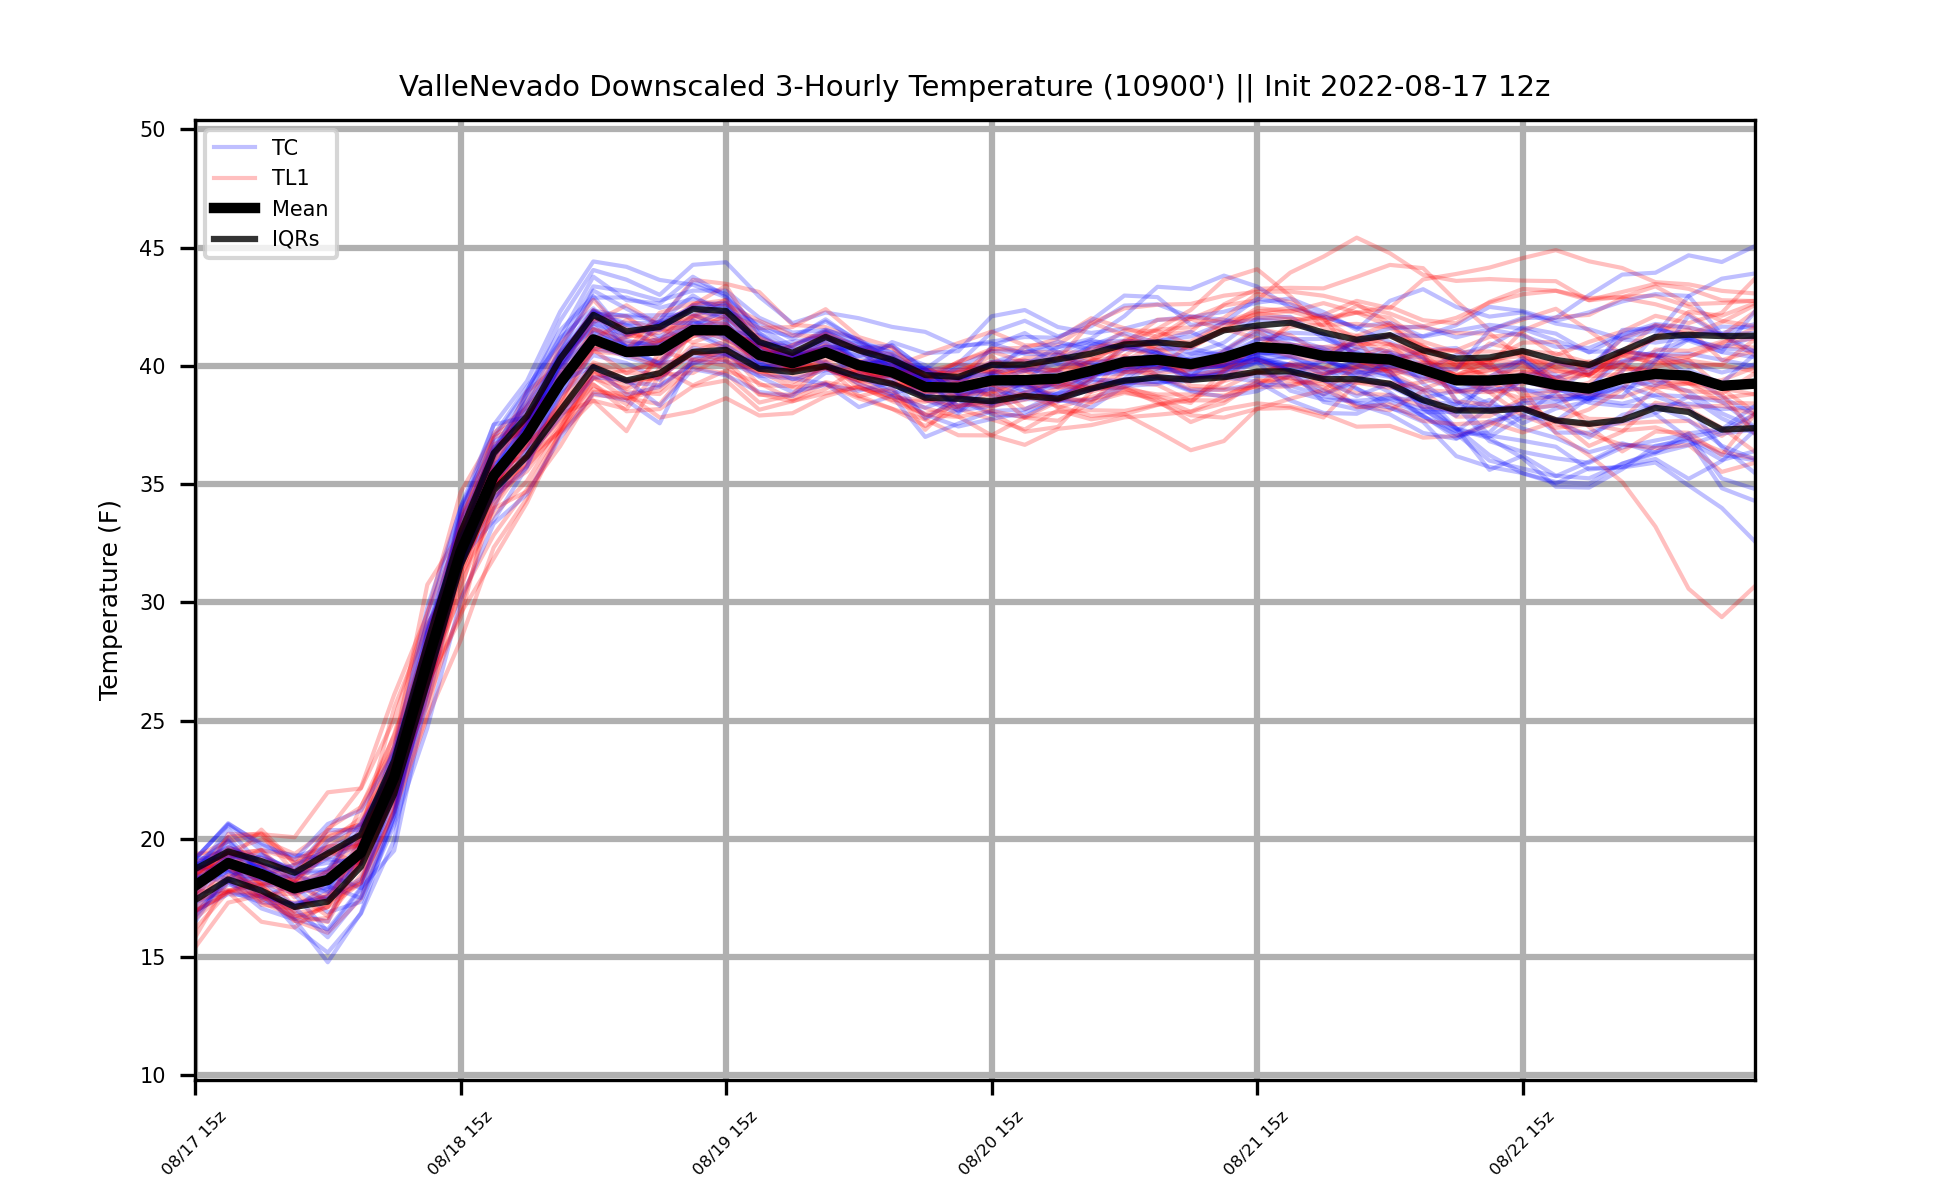 ValleNevado Downscaled 3-Hourly Temperature (10900') || Init 2022-08-17 12z
TC
TL1
Mean
IQRs
Temperature (F)
50
45
40
35
30
25
20
15
10
08/17 15z
08/18 15z
08/19 15z
08/20 15z
08/21 15z
08/22 15z